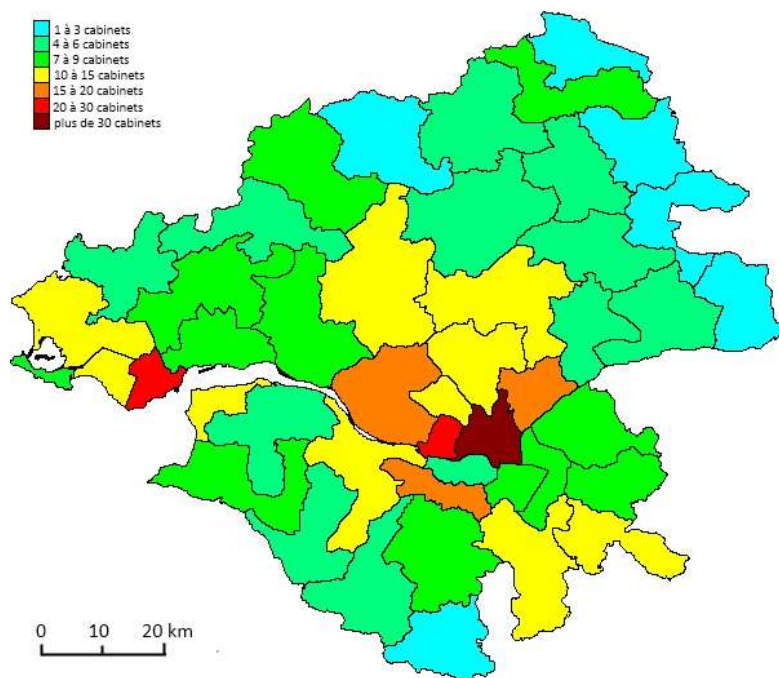 1 à 3 cabinets
4 à 6 cabinets
7 à 9 cabinets
10 à 15 cabinets
15 à 20 cabinets
20 à 30 cabinets
plus de 30 cabinets
0 10 20 km